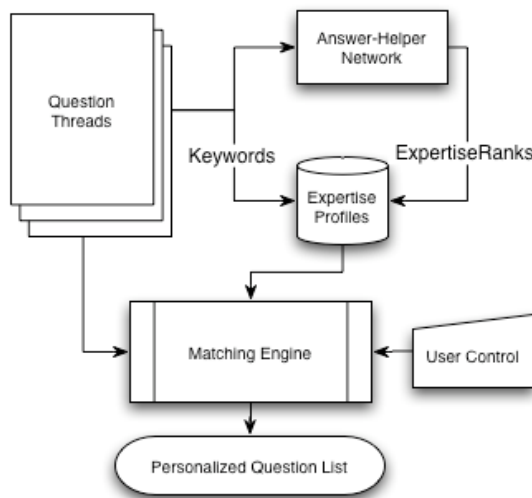 Question
Threads
Answer-Helper
Network
Keywords
ExpertiseRanks
Expertise
Profiles
Matching Engine
User Control
Personalized Question List